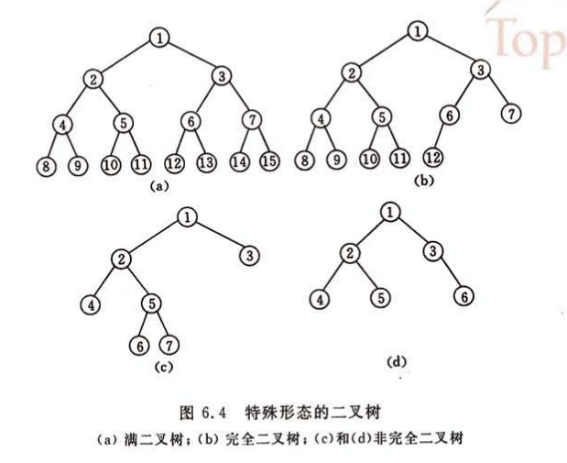 Top
1
1
2 3
2 3
4 5 6 7
4 5 6 7
8 9 10 11 12 13 14 15
8 9 10 11 12
(a)
(b)
1
1
2 3
2 3
4 5
4 5 6
6 7
(c)
(d)
图 6.4 特殊形态的二叉树
(a) 满二叉树;(b) 完全二叉树;(c)和(d)非完全二叉树